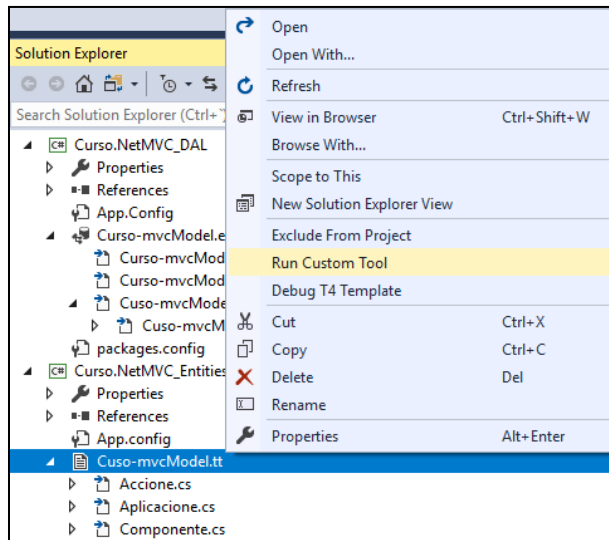 Solution Explorer
Search Solution Explorer (Ctrl+
Curso.NetMVC_DAL
Properties
References
App.Config
Curso-mvcModel.e
Curso-mvcMod
Curso-mvcMod
Cuso-mvcMode
Cuso-mvcM
packages.config
Curso.NetMVC_Entities
Properties
References
App.config
Cuso-mvcModel.tt
Accione.cs
Aplicacione.cs
Componente.cs
Open
Open With...
Refresh
View in Browser Ctrl+Shift+W
Browse With...
Scope to This
New Solution Explorer View
Exclude From Project
Run Custom Tool
Debug T4 Template
Cut Ctrl+X
Copy Ctrl+C
Delete Del
Rename
Properties Alt+Enter